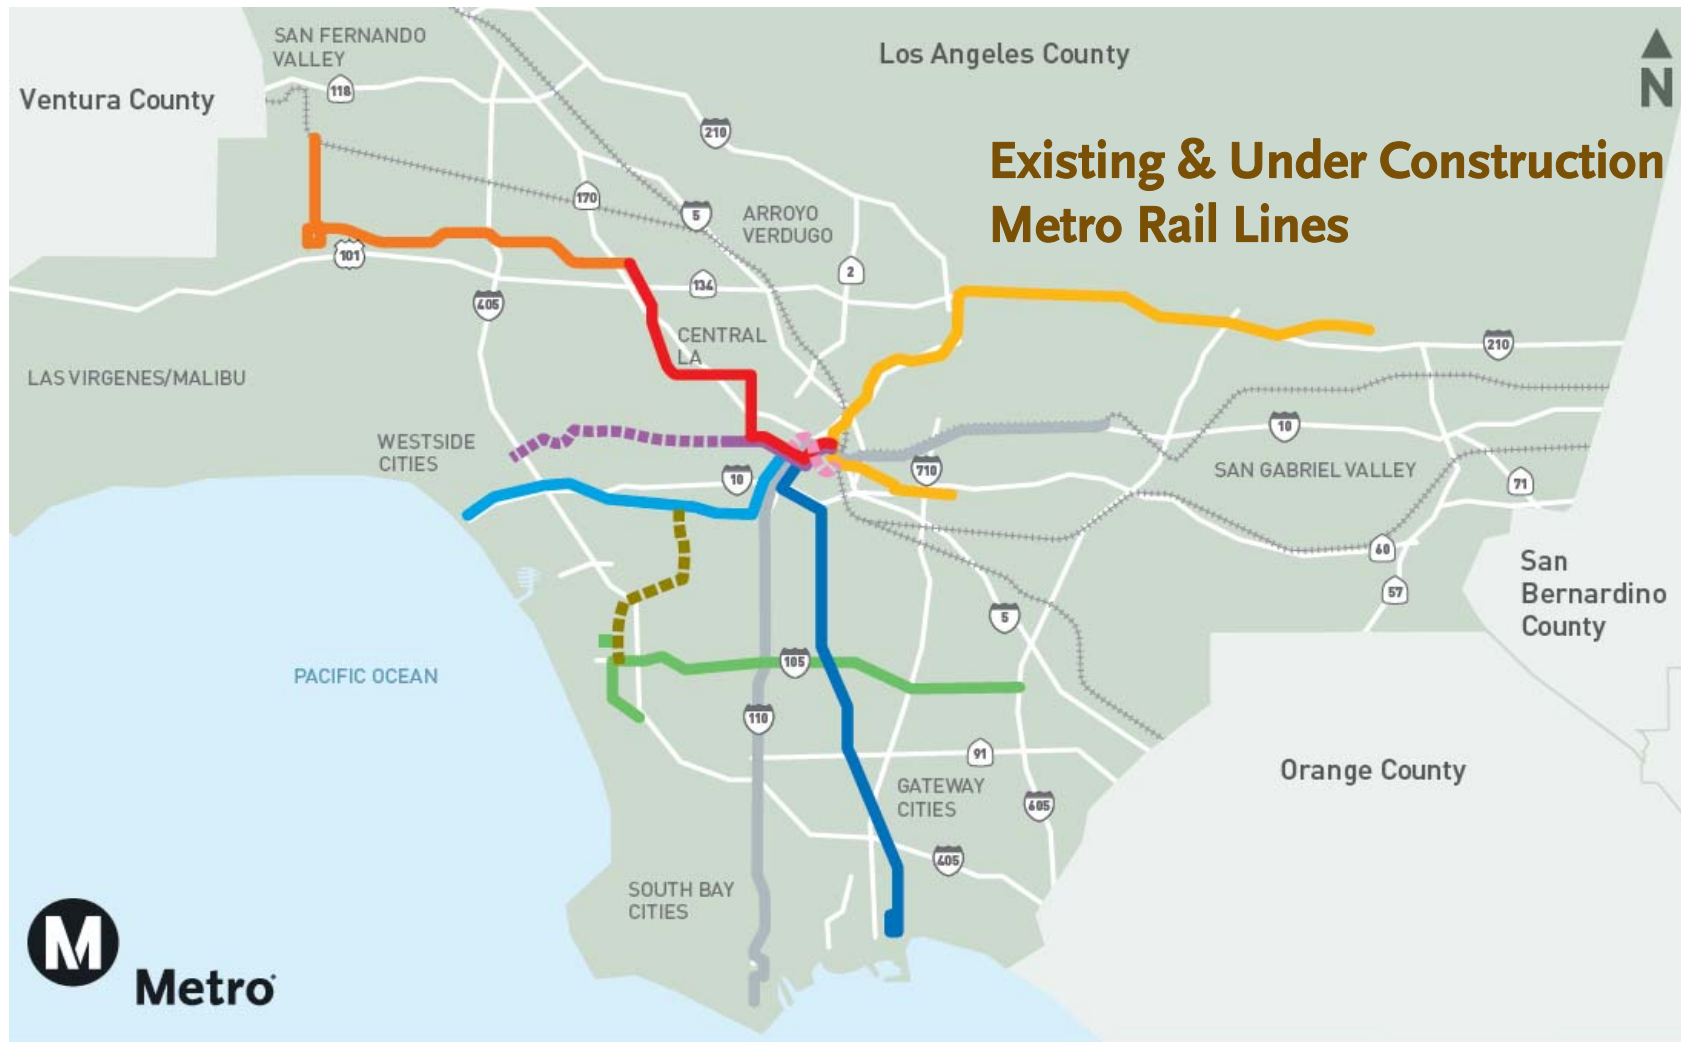 SAN FERNANDO
VALLEY
Los Angeles County
N
Ventura County
118
210
Existing & Under Construction
Metro Rail Lines
170
5
ARROYO
VERDUGO
101
2
134
405
CENTRAL
LA
210
LAS VIRGENES/MALIBU
WESTSIDE
CITIES
10
10
710
SAN GABRIEL VALLEY
71
60
57
San
Bernardino
County
5
105
PACIFIC OCEAN
110
91
Orange County
GATEWAY
CITIES
605
405
SOUTH BAY
CITIES
M
Metro